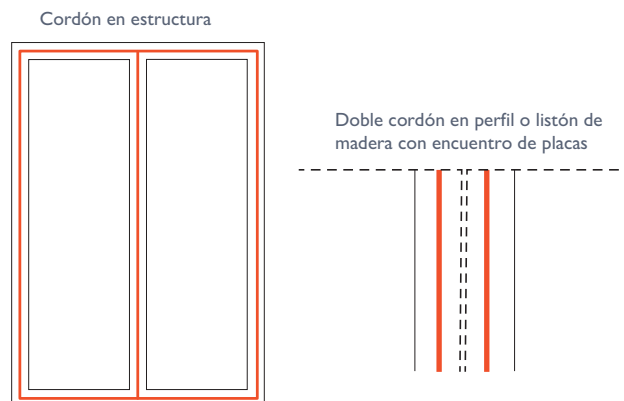 Cordón en estructura
Doble cordón en perfil o listón de
madera con encuentro de placas